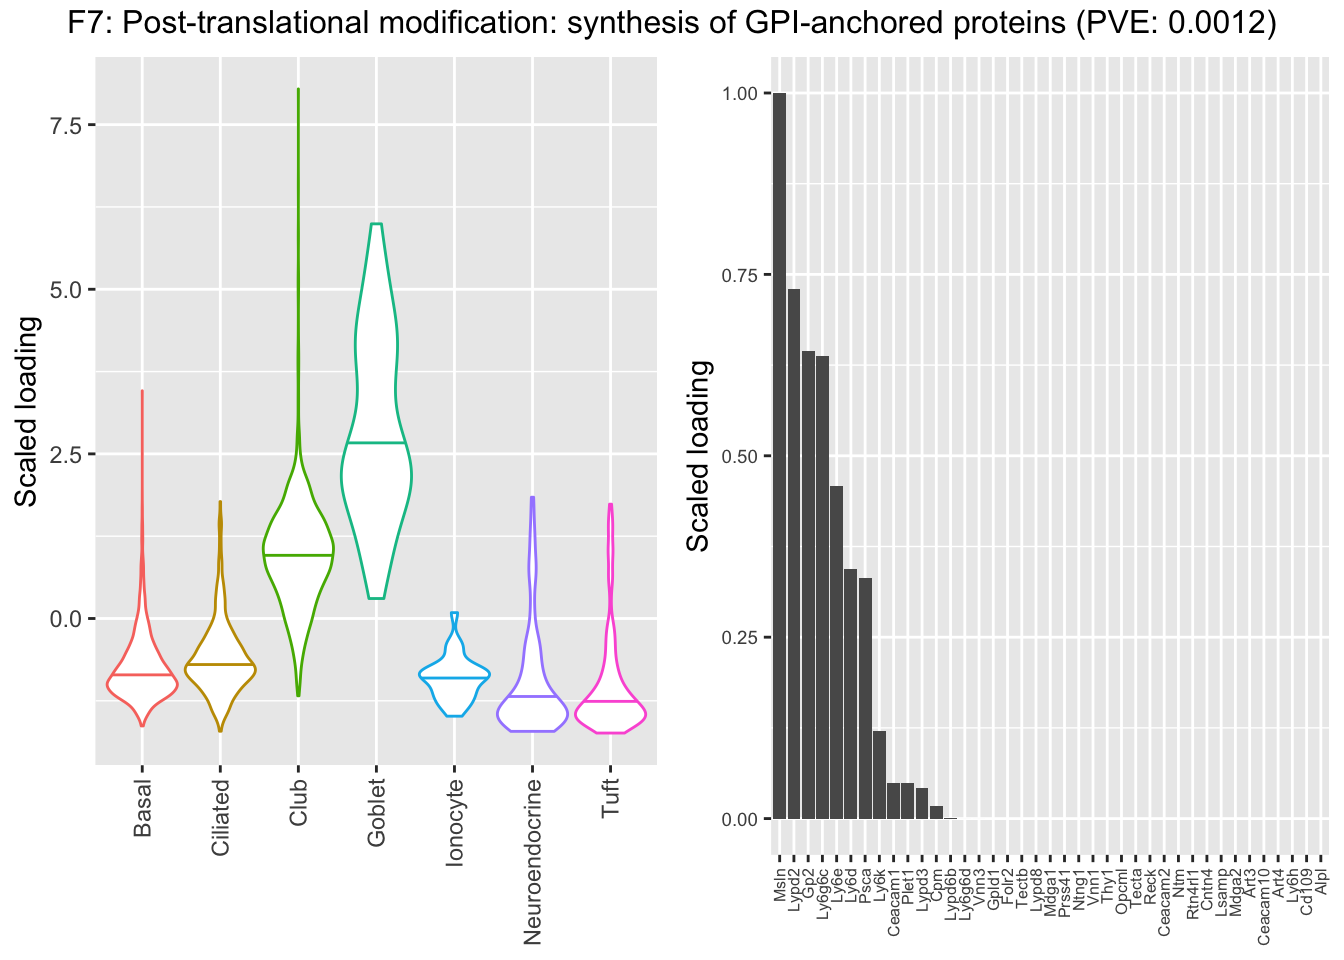 F7: Post-translational modification: synthesis of GPI-anchored proteins (PVE: 0.0012)
Scaled loading
7.5
5.0
2.5
0.0
Basal
Ciliated
Club
Goblet
Ionocyte
Neuroendocrine
Tuft
Scaled loading
1.00
0.75
0.50
0.25
0.00
Msln
Lypd2
Gp2
Ly6g6c
Ly6e
Ly6d
Psca
Ly6k
Ceacam1
Plet1
Lypd3
Cpm
Lypd6b
Ly6g6d
Vnn3
Gpld1
Folr2
Tectb
Lypd8
Mdga1
Prss41
Ntng1
Vnn1
Thy1
Opcml
Tecta
Reck
Ceacam2
Ntm
Rtn4rl1
Cntn4
Lsamp
Mdga2
Art3
Ceacam10
Art4
Ly6h
Cd109
Alpl